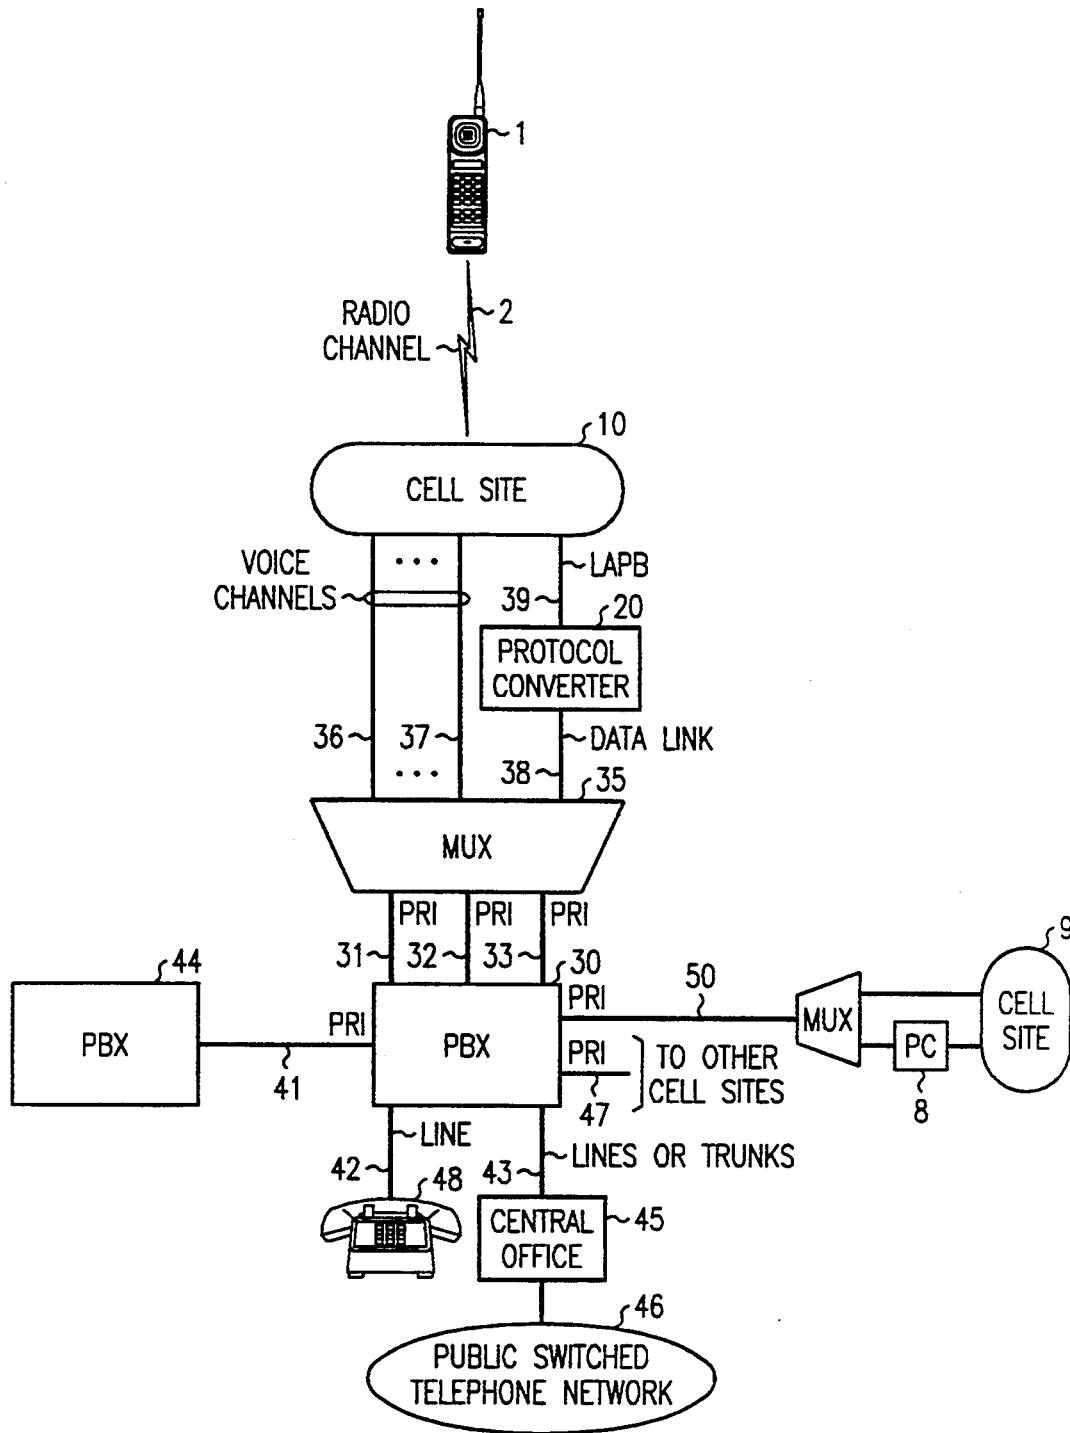 1
2
RADIO
CHANNEL
10
CELL SITE
VOICE
CHANNELS
• • •
LAPB
39
20
PROTOCOL
CONVERTER
36
37
DATA LINK
• • •
38
35
MUX
PRI PRI PRI
31 32 33 30
44
PBX
PRI
41
PBX
PRI
50
MUX
PC
8
9
CELL
SITE
PRI
47
TO OTHER
CELL SITES
LINE
42
48
LINES OR TRUNKS
43
CENTRAL
OFFICE
45
46
PUBLIC SWITCHED
TELEPHONE NETWORK